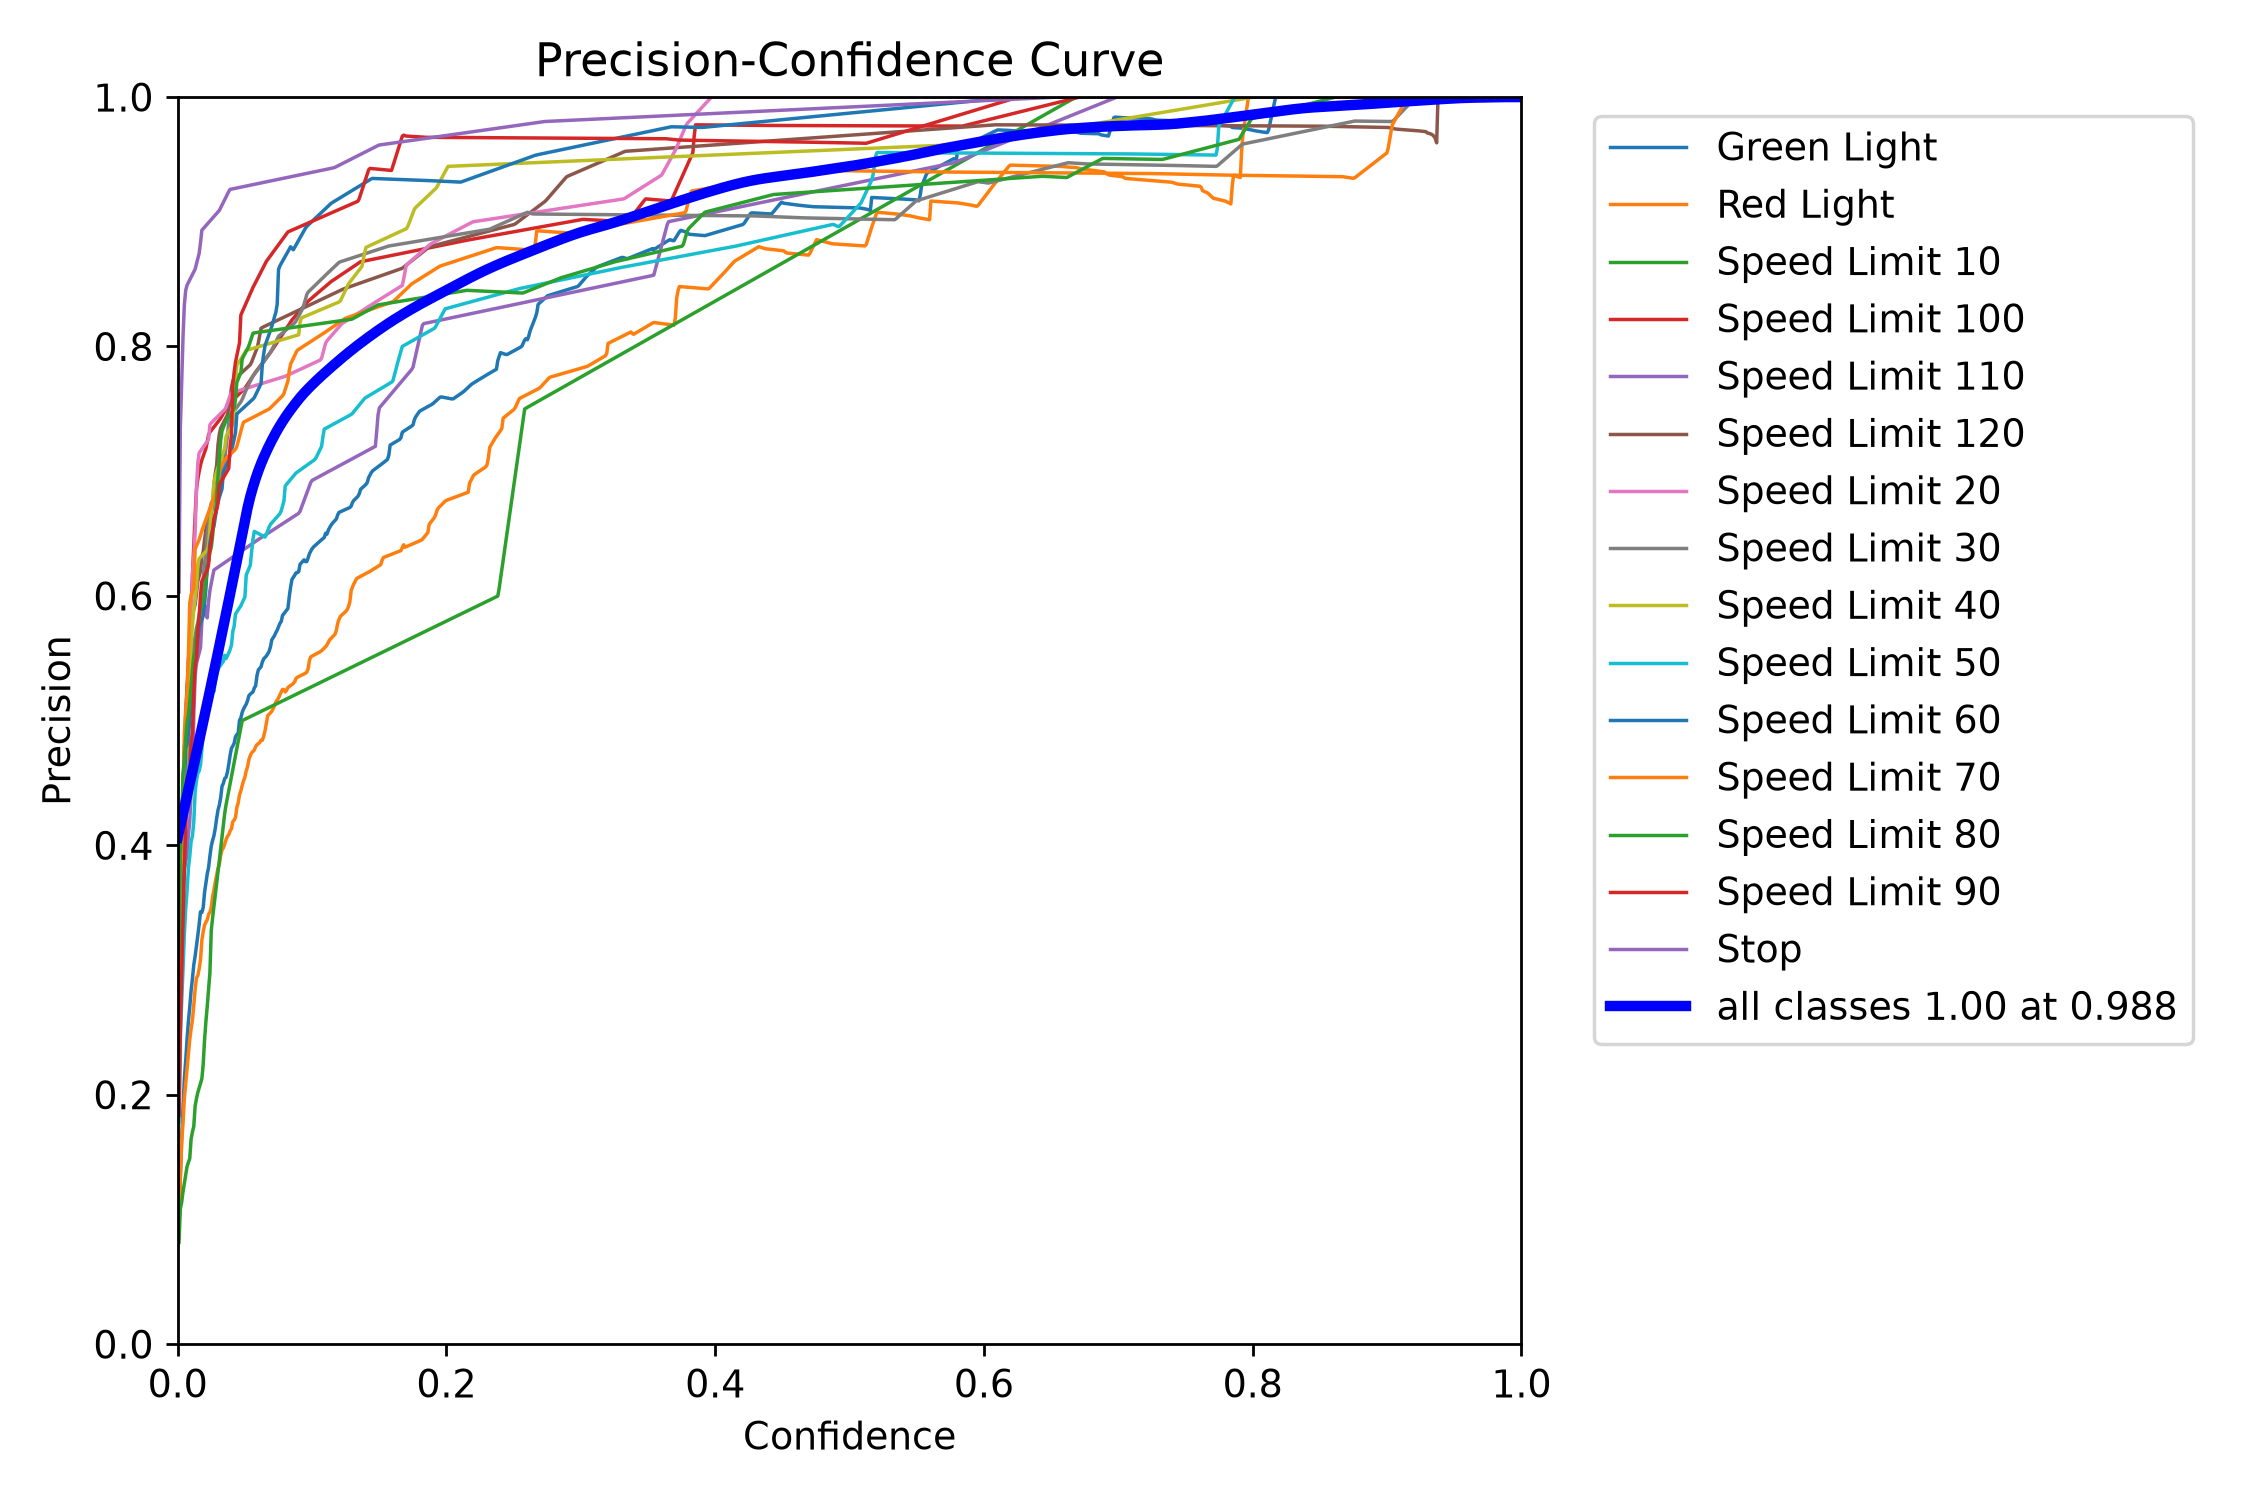 Precision-Confidence Curve
1.0
0.8
0.6
0.4
0.2
0.0
Precision
0.0 0.2 0.4 0.6 0.8 1.0
Confidence
Green Light
Red Light
Speed Limit 10
Speed Limit 100
Speed Limit 110
Speed Limit 120
Speed Limit 20
Speed Limit 30
Speed Limit 40
Speed Limit 50
Speed Limit 60
Speed Limit 70
Speed Limit 80
Speed Limit 90
Stop
all classes 1.00 at 0.988